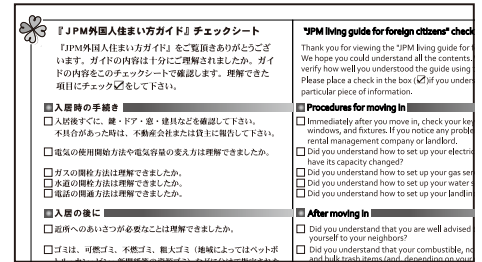 『JPM外国人住まい方ガイド』チェックシート
『JPM外国人住まい方ガイド』をご覧頂きありがとうござ
います。ガイドの内容は十分にご理解されましたか。ガイ
ドの内容をこのチェックシートで確認します。理解できた
項目にチェック☑をして下さい。
■入居時の手続き
□入居後すぐに、鍵・ドア・窓・建具などを確認して下さい。
不具合があった時は、不動産会社または貸主に報告して下さい。
□電気の使用開始方法や電気容量の変え方は理解できましたか。
□ガスの開栓方法は理解できましたか。
□水道の開栓方法は理解できましたか。
□電話の開通方法は理解できましたか。
■入居の後に
□近所へのあいさつが必要なことは理解できましたか。
□ゴミは、可燃ゴミ、不燃ゴミ、粗大ゴミ（地域によってはペットボ
"JPM living guide for foreign citizens" check
Thank you for viewing the "JPM living guide for f
We hope you could understand all the contents.
verify how well you understood the guide using
Please place a check in the box (☑)if you unders
particular piece of information.
■Procedures for moving in
□Immediately after you move in, check your key
windows, and fixtures. If you notice any proble
rental management company or landlord.
□Did you understand how to set up your electric
have its capacity changed?
□Did you understand how to set up your gas ser
□Did you understand how to set up your water s
□Did you understand how to set up your landlin
■After moving in
□Did you understand that you are well advised
yourself to your neighbors?
□Did you understand that your combustible, no
and bulk trash items (and, depending on your